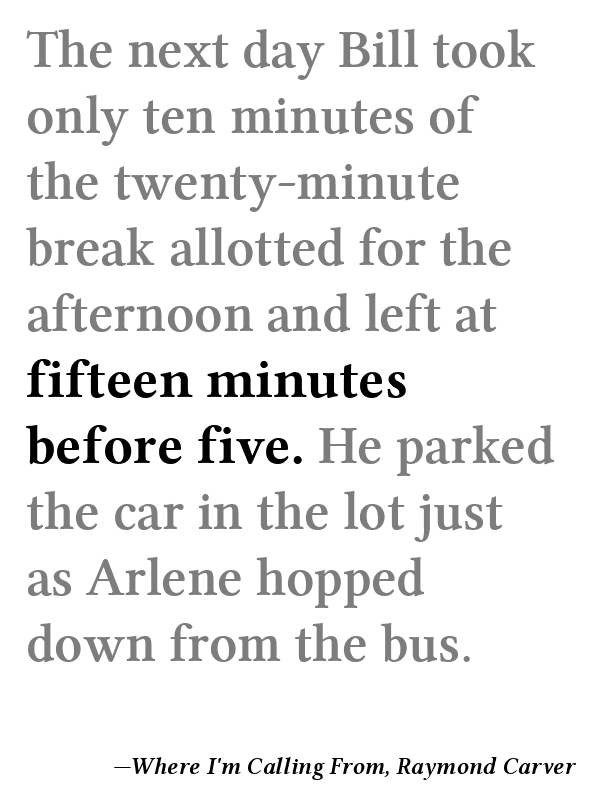 The next day Bill took
only ten minutes of
the twenty-minute
break allotted for the
afternoon and left at
fifteen minutes
before five. He parked
the car in the lot just
as Arlene hopped
down from the bus.
—Where I'm Calling From, Raymond Carver